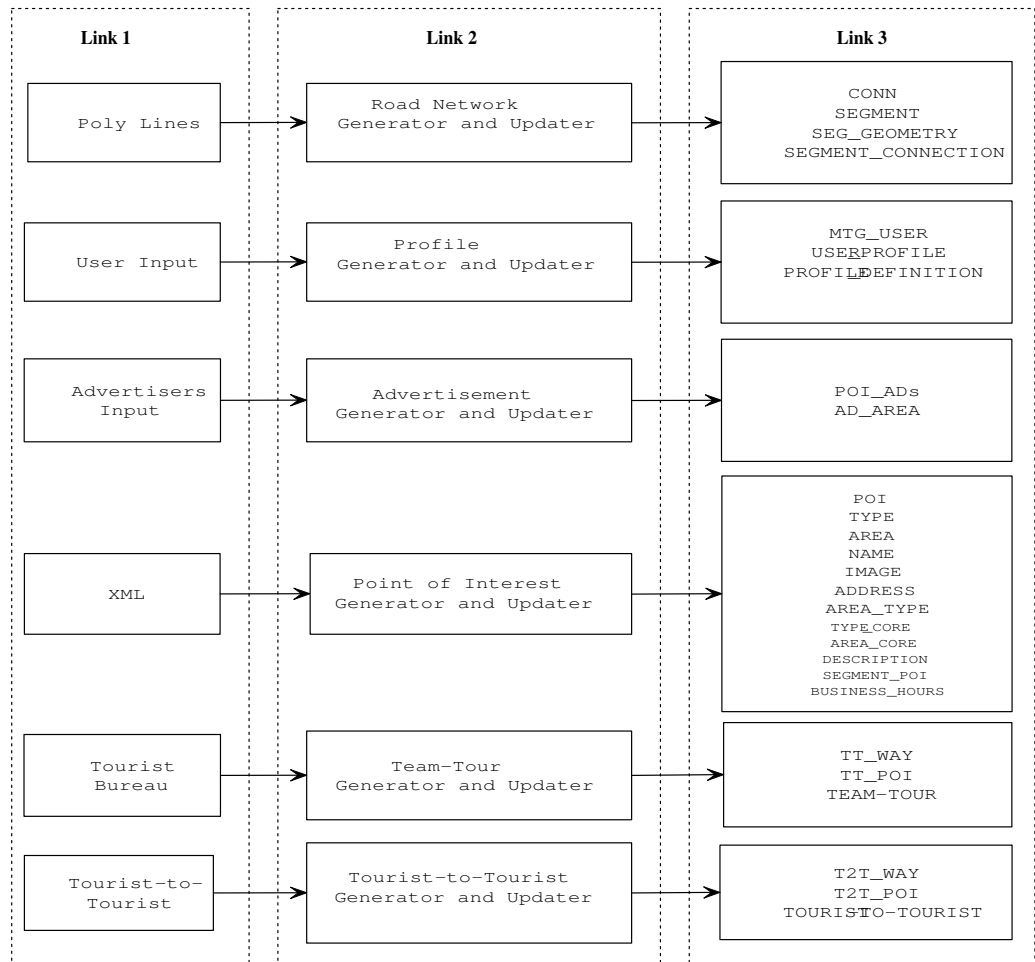 Link 1
Link 2
Link 3
Poly Lines
Road Network
Generator and Updater
CONN
SEGMENT
SEG_GEOMETRY
SEGMENT_CONNECTION
User Input
Profile
Generator and Updater
MTG_USER
USER_PROFILE
PROFILE_DEFINITION
Advertisers
Input
Advertisement
Generator and Updater
POI_ADs
AD_AREA
XML
Point of Interest
Generator and Updater
POI
TYPE
AREA
NAME
IMAGE
ADDRESS
AREA_TYPE
TYPE_CORE
AREA_CORE
DESCRIPTION
SEGMENT_POI
BUSINESS_HOURS
Tourist
Bureau
Team-Tour
Generator and Updater
TT_WAY
TT_POI
TEAM-TOUR
Tourist-to-
Tourist
Tourist-to-Tourist
Generator and Updater
T2T_WAY
T2T_POI
TOURIST-TO-TOURIST